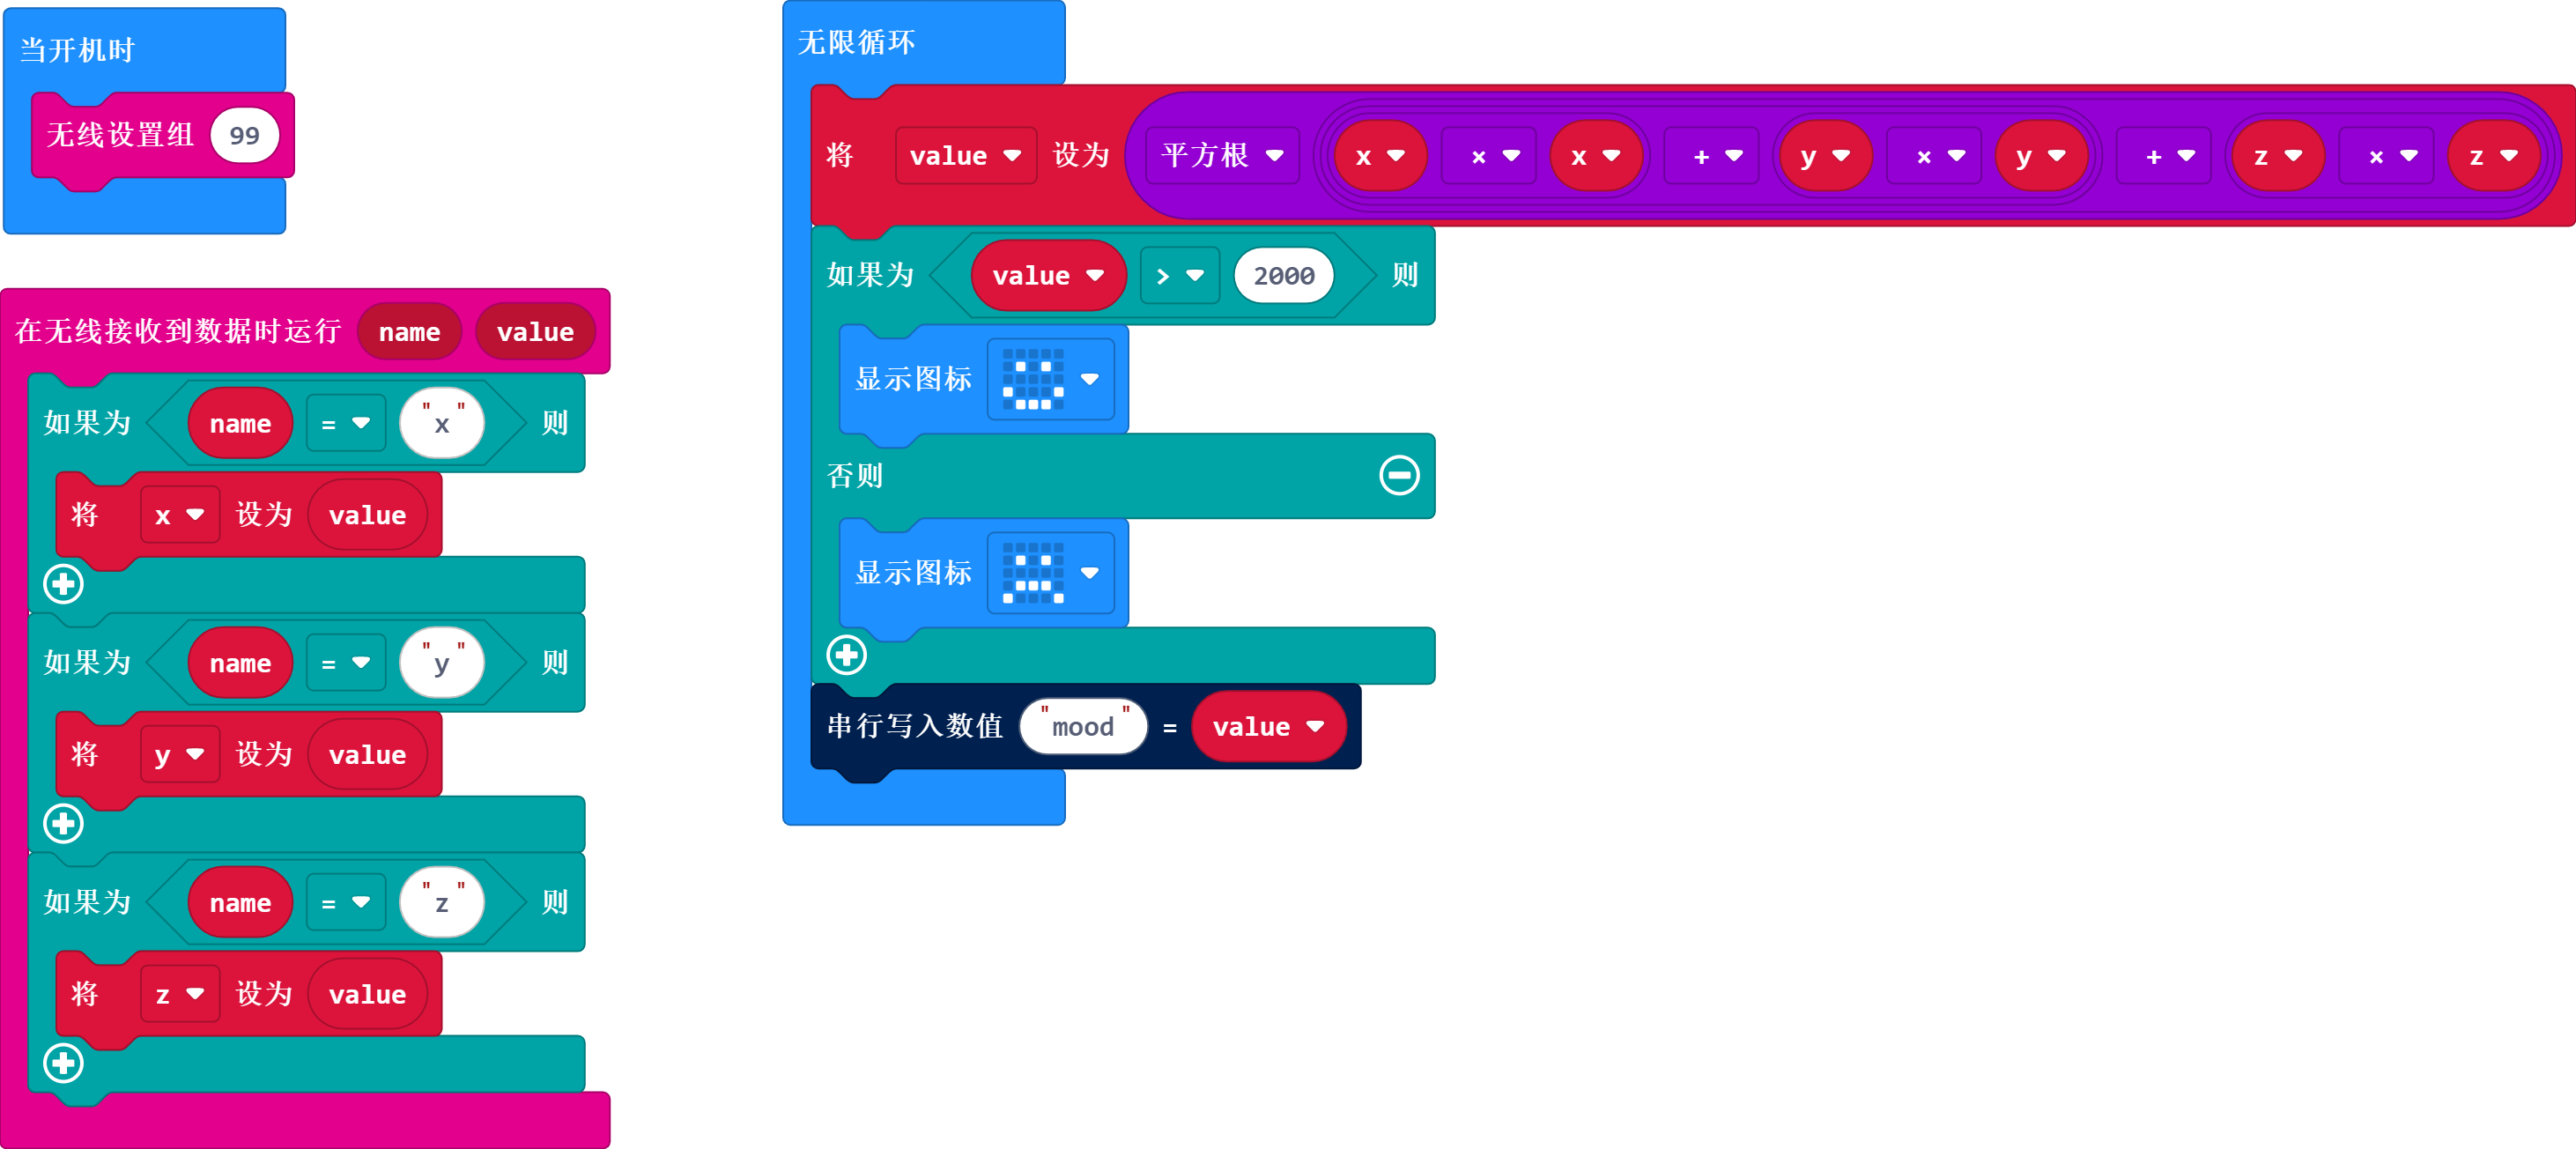 当开机时
无线设置组 99
在无线接收到数据时运行 name value
如果为 name = "x" 则
将 x 设为 value
如果为 name = "y" 则
将 y 设为 value
如果为 name = "z" 则
将 z 设为 value
无限循环
将 value 设为 平方根 x × x + y × y + z × z
如果为 value > 2000 则
显示图标
否则
显示图标
串行写入数值 "mood" = value